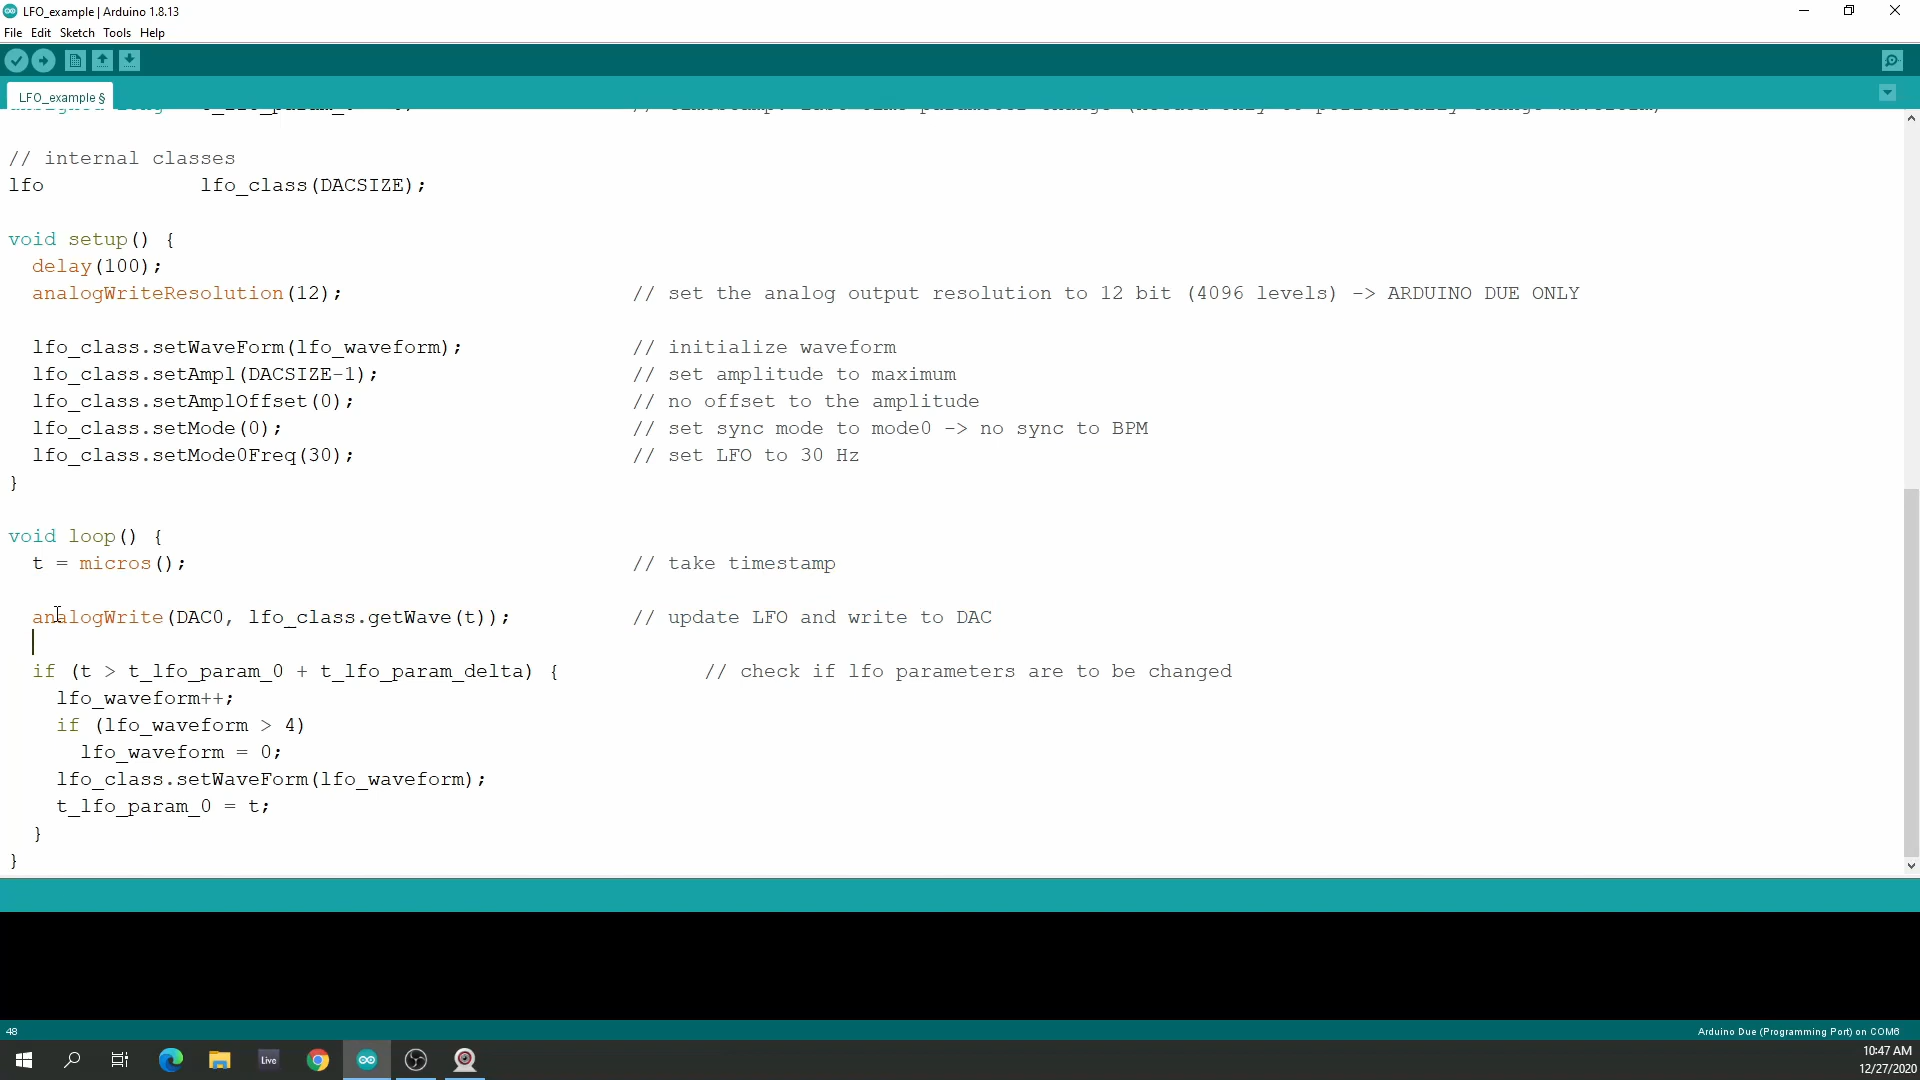 LFO_example | Arduino 1.8.13
File Edit Sketch Tools Help
LFO_example §
// internal classes
lfo lfo_class(DACSIZE);
void setup() {
delay(100);
analogWriteResolution(12); // set the analog output resolution to 12 bit (4096 levels) -> ARDUINO DUE ONLY
lfo_class.setWaveForm(lfo_waveform); // initialize waveform
lfo_class.setAmpl(DACSIZE-1); // set amplitude to maximum
lfo_class.setAmplOffset(0); // no offset to the amplitude
lfo_class.setMode(0); // set sync mode to mode0 -> no sync to BPM
lfo_class.setMode0Freq(30); // set LFO to 30 Hz
}
void loop() {
t = micros(); // take timestamp
analogWrite(DAC0, lfo_class.getWave(t)); // update LFO and write to DAC
if (t > t_lfo_param_0 + t_lfo_param_delta) { // check if lfo parameters are to be changed
lfo_waveform++;
if (lfo_waveform > 4)
lfo_waveform = 0;
lfo_class.setWaveForm(lfo_waveform);
t_lfo_param_0 = t;
}
}
48 Arduino Due (Programming Port) on COM6
Live
10:47 AM
12/27/2020